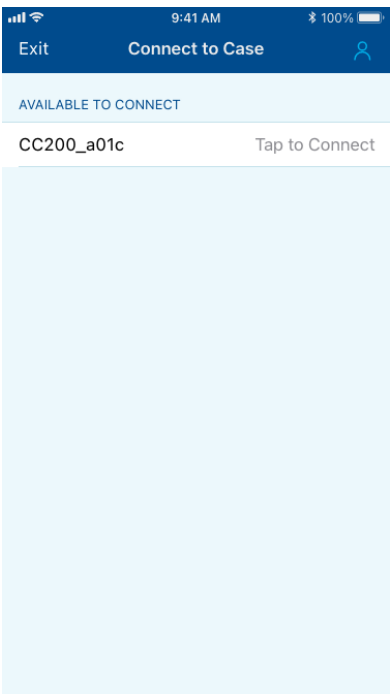 9:41 AM 100%
Exit Connect to Case
AVAILABLE TO CONNECT
CC200_a01c Tap to Connect